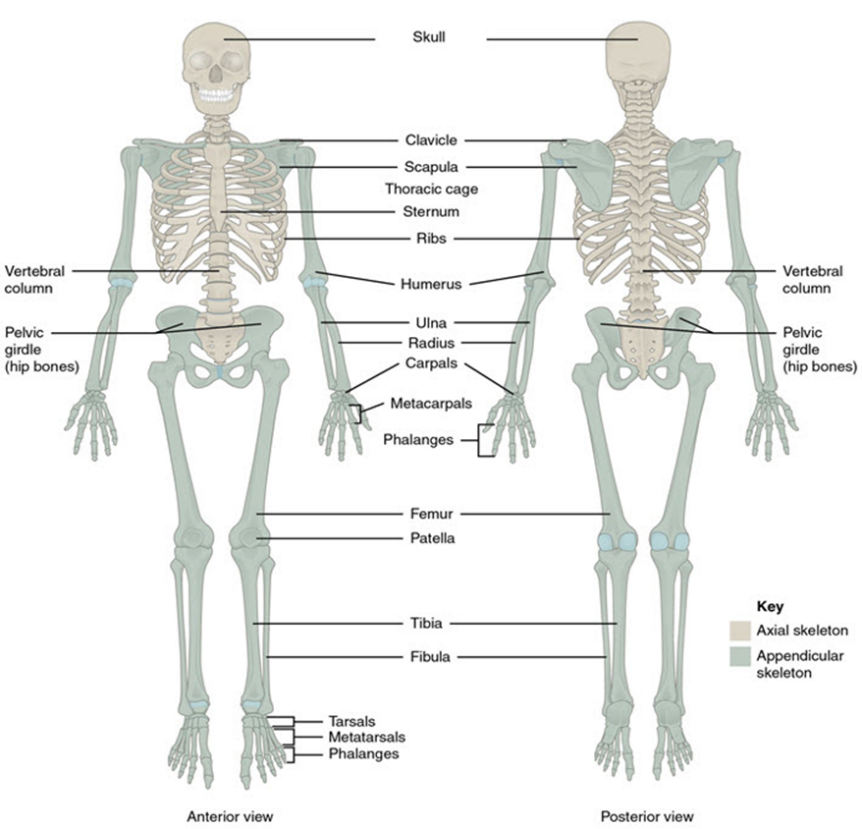 Skull
Clavicle
Scapula
Thoracic cage
Sternum
Ribs
Vertebral
column
Vertebral
column
Humerus
Ulna
Radius
Pelvic
girdle
(hip bones)
Pelvic
girdle
(hip bones)
Carpals
Metacarpals
Phalanges
Femur
Patella
Key
Axial skeleton
Appendicular
skeleton
Tibia
Fibula
Tarsals
Metatarsals
Phalanges
Anterior view
Posterior view